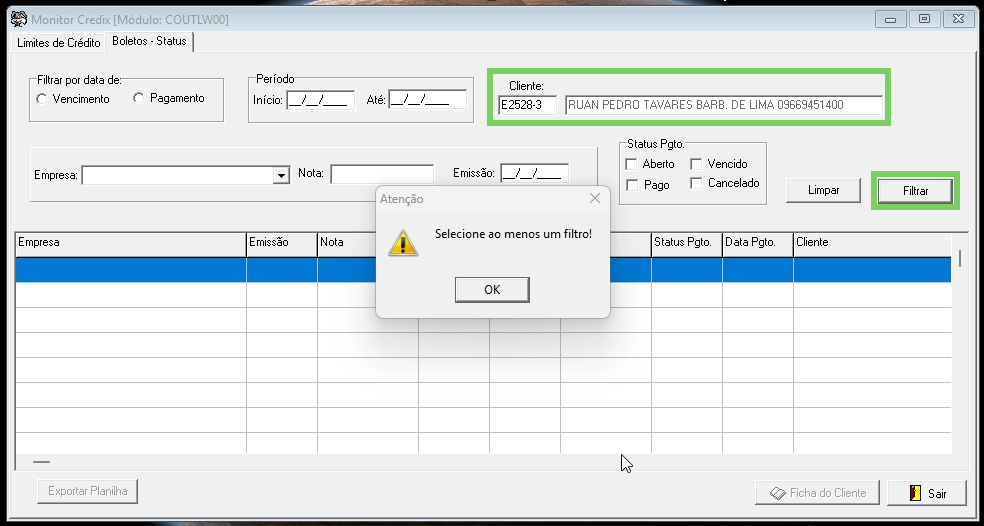 Monitor Credix [Módulo: COUTLW00]
Limites de Crédito
Boletos - Status
Filtrar por data de:
Vencimento
Pagamento
Período
Início: __/__/____
Até: __/__/____
Cliente:
E2528-3
RUAN PEDRO TAVARES BARB. DE LIMA 09669451400
Empresa:
Nota:
Emissão: __/__/____
Status Pgto.
Aberto
Vencido
Pago
Cancelado
Limpar
Filtrar
Atenção
Selecione ao menos um filtro!
OK
Empresa
Emissão
Nota
Status Pgto.
Data Pgto.
Cliente
Exportar Planilha
Ficha do Cliente
Sair